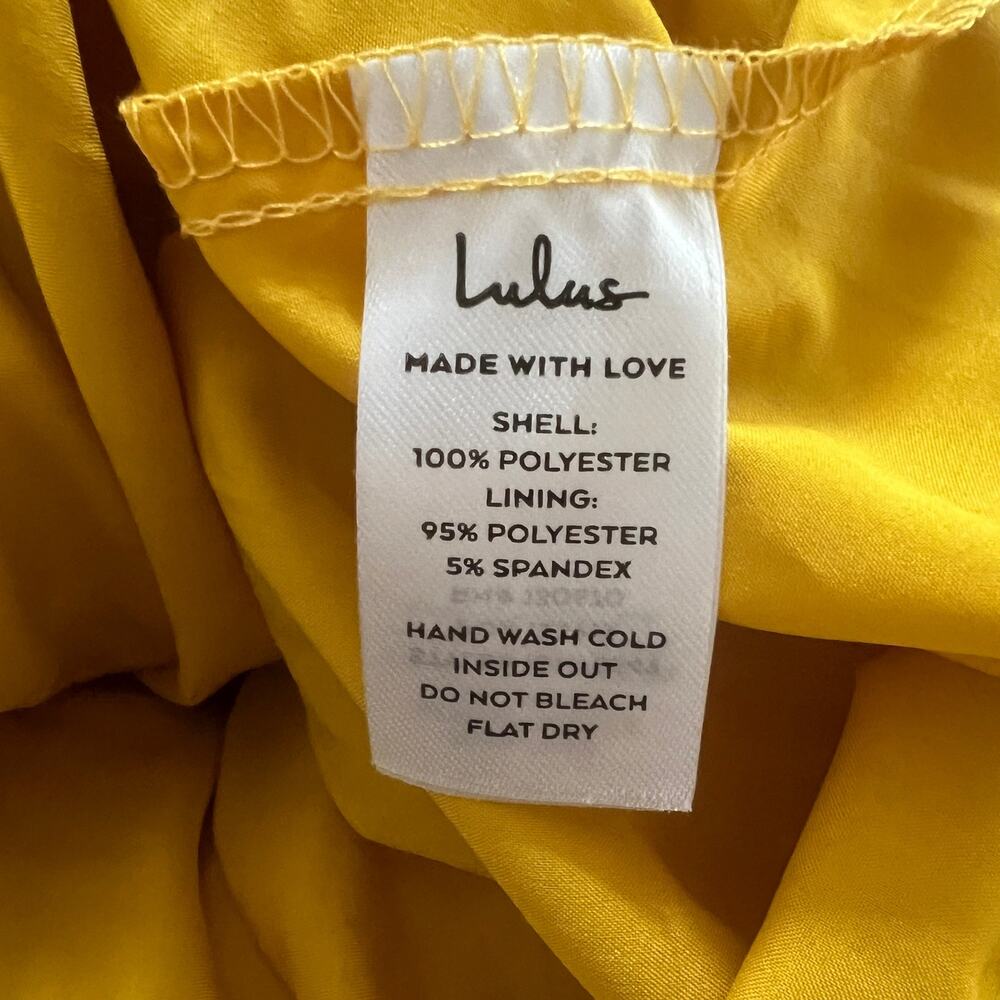 Lulus
MADE WITH LOVE
SHELL:
100% POLYESTER
LINING:
95% POLYESTER
5% SPANDEX
HAND WASH COLD
INSIDE OUT
DO NOT BLEACH
FLAT DRY